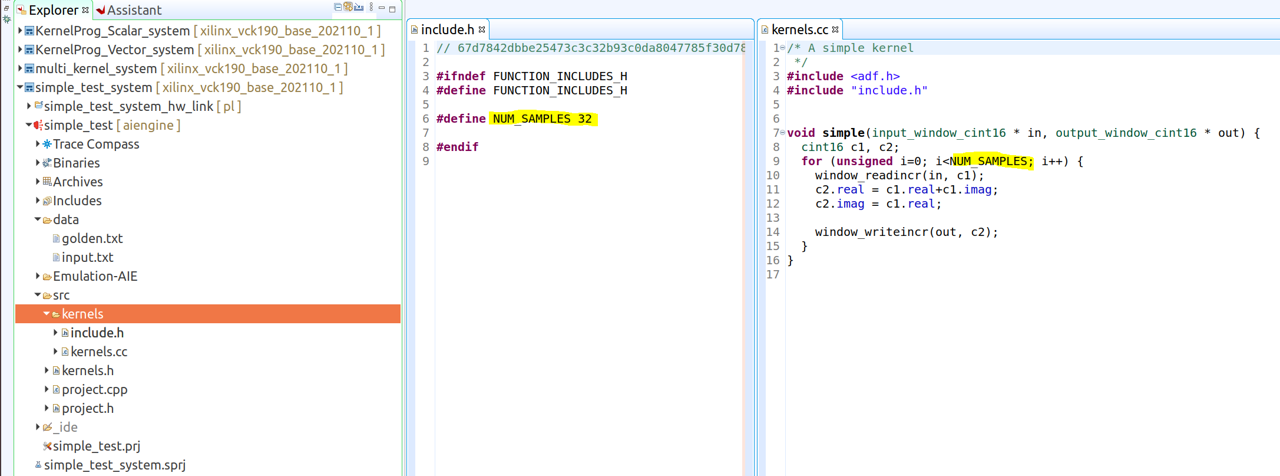 Explorer
Assistant
KernelProg_Scalar_system [ xilinx_vck190_base_202110_1 ]
KernelProg_Vector_system [ xilinx_vck190_base_202110_1 ]
multi_kernel_system [ xilinx_vck190_base_202110_1 ]
simple_test_system [ xilinx_vck190_base_202110_1 ]
simple_test_system_hw_link [ pl ]
simple_test [ aiengine ]
Trace Compass
Binaries
Archives
Includes
data
golden.txt
input.txt
Emulation-AIE
src
kernels
include.h
kernels.cc
kernels.h
project.cpp
project.h
_ide
simple_test.prj
simple_test_system.sprj
include.h
1 // 67d7842dbbe25473c3c32b93c0da8047785f30d78
2
3 #ifndef FUNCTION_INCLUDES_H
4 #define FUNCTION_INCLUDES_H
5
6 #define NUM_SAMPLES 32
7
8 #endif
9
kernels.cc
1 /* A simple kernel
2  */
3 #include <adf.h>
4 #include "include.h"
5
6
7 void simple(input_window_cint16 * in, output_window_cint16 * out) {
8   cint16 c1, c2;
9   for (unsigned i=0; i<NUM_SAMPLES; i++) {
10     window_readincr(in, c1);
11     c2.real = c1.real+c1.imag;
12     c2.imag = c1.real;
13
14     window_writeincr(out, c2);
15   }
16 }
17